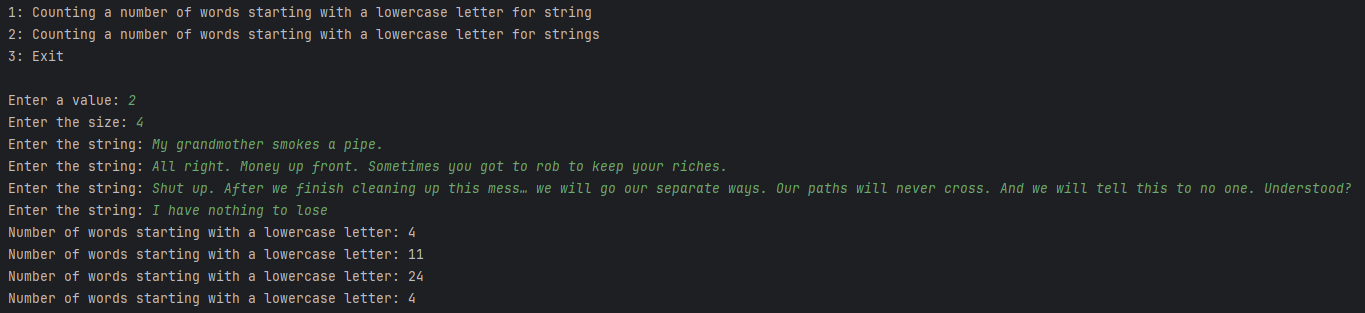 1: Counting a number of words starting with a lowercase letter for string
2: Counting a number of words starting with a lowercase letter for strings
3: Exit
Enter a value: 2
Enter the size: 4
Enter the string: My grandmother smokes a pipe.
Enter the string: All right. Money up front. Sometimes you got to rob to keep your riches.
Enter the string: Shut up. After we finish cleaning up this mess… we will go our separate ways. Our paths will never cross. And we will tell this to no one. Understood?
Enter the string: I have nothing to lose
Number of words starting with a lowercase letter: 4
Number of words starting with a lowercase letter: 11
Number of words starting with a lowercase letter: 24
Number of words starting with a lowercase letter: 4